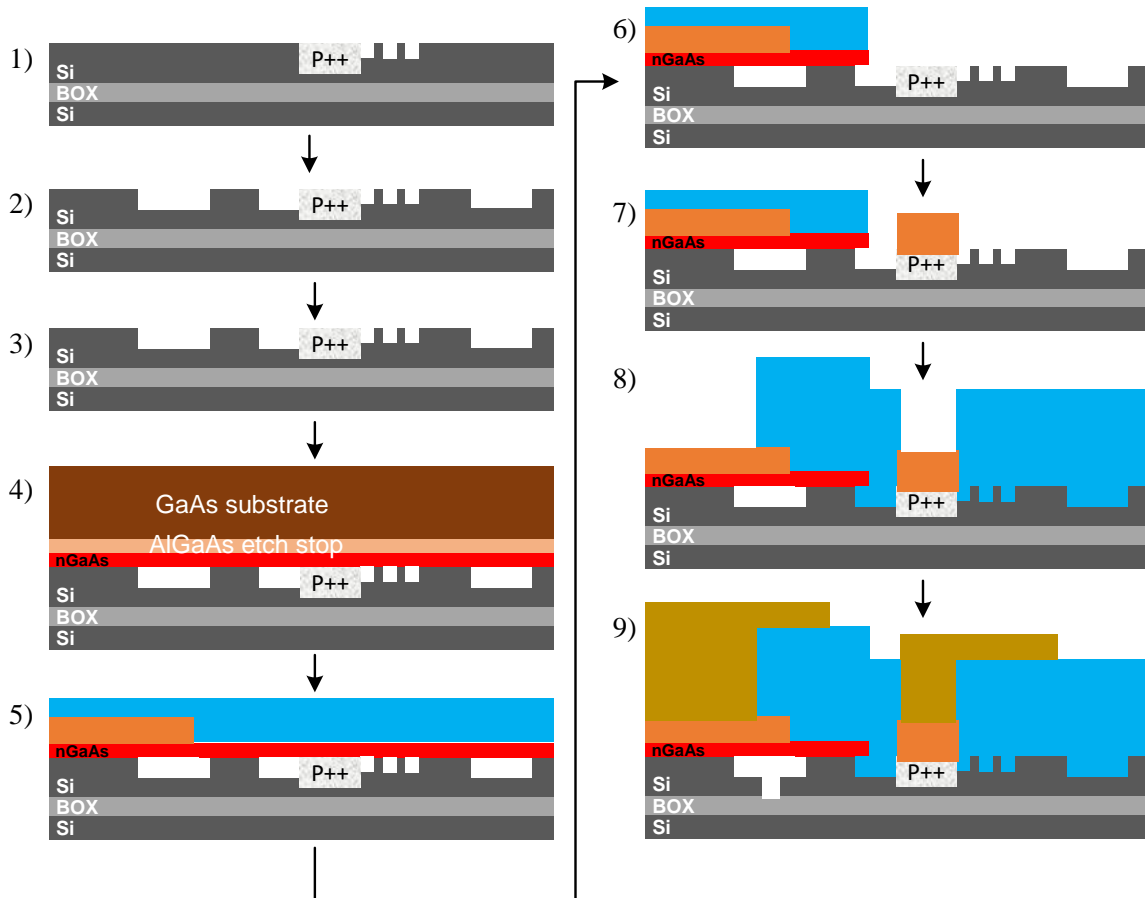 1)
P++
Si
BOX
Si
2)
P++
Si
BOX
Si
3)
P++
Si
BOX
Si
4)
GaAs substrate
AlGaAs etch stop
nGaAs
P++
Si
BOX
Si
5)
nGaAs
P++
Si
BOX
Si
6)
nGaAs
P++
Si
BOX
Si
7)
nGaAs
P++
Si
BOX
Si
8)
nGaAs
P++
Si
BOX
Si
9)
nGaAs
P++
Si
BOX
Si